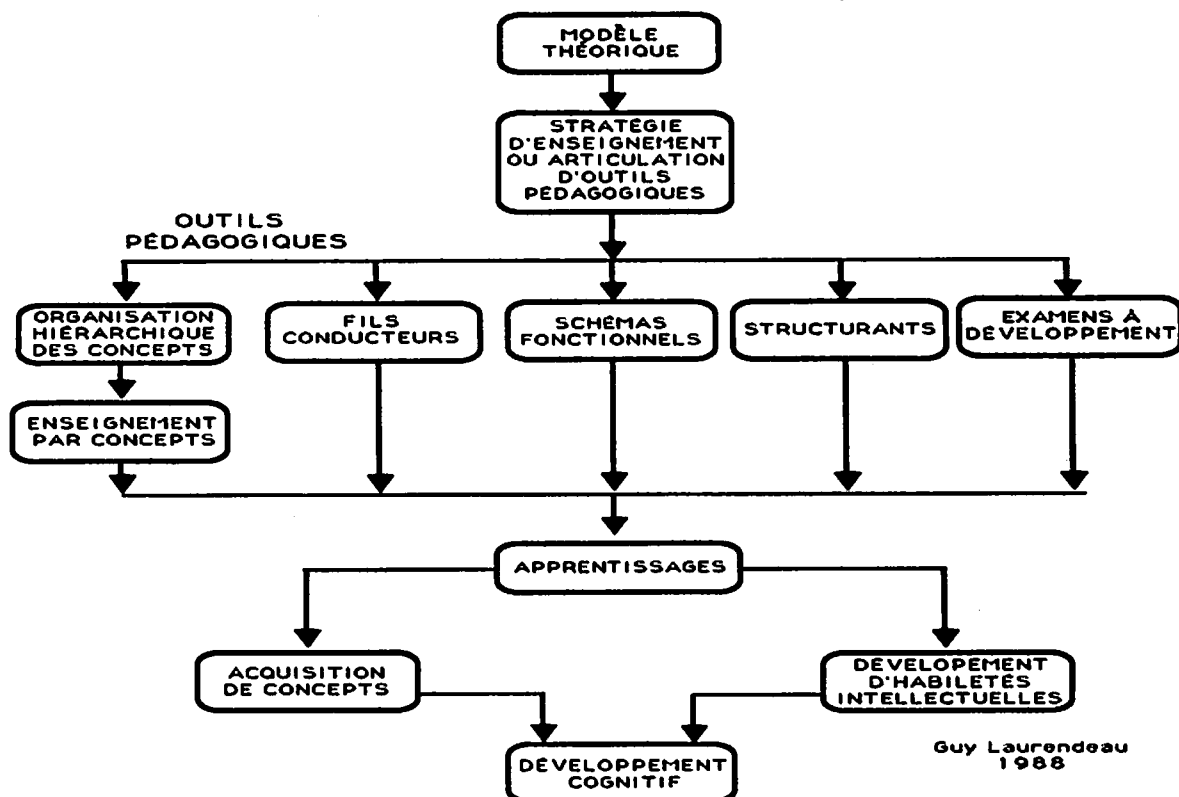 MODÈLE
THÉORIQUE
STRATÉGIE
D'ENSEIGNEMENT
OU ARTICULATION
D'OUTILS
PÉDAGOGIQUES
OUTILS
PÉDAGOGIQUES
ORGANISATION
HIÉRARCHIQUE
DES CONCEPTS
FILS
CONDUCTEURS
SCHÉMAS
FONCTIONNELS
STRUCTURANTS
EXAMENS À
DÉVELOPPEMENT
ENSEIGNEMENT
PAR CONCEPTS
APPRENTISSAGES
ACQUISITION
DE CONCEPTS
DÉVELOPEMENT
D'HABILETÉS
INTELLECTUELLES
DÉVELOPPEMENT
COGNITIF
Guy Laurendeau
1988